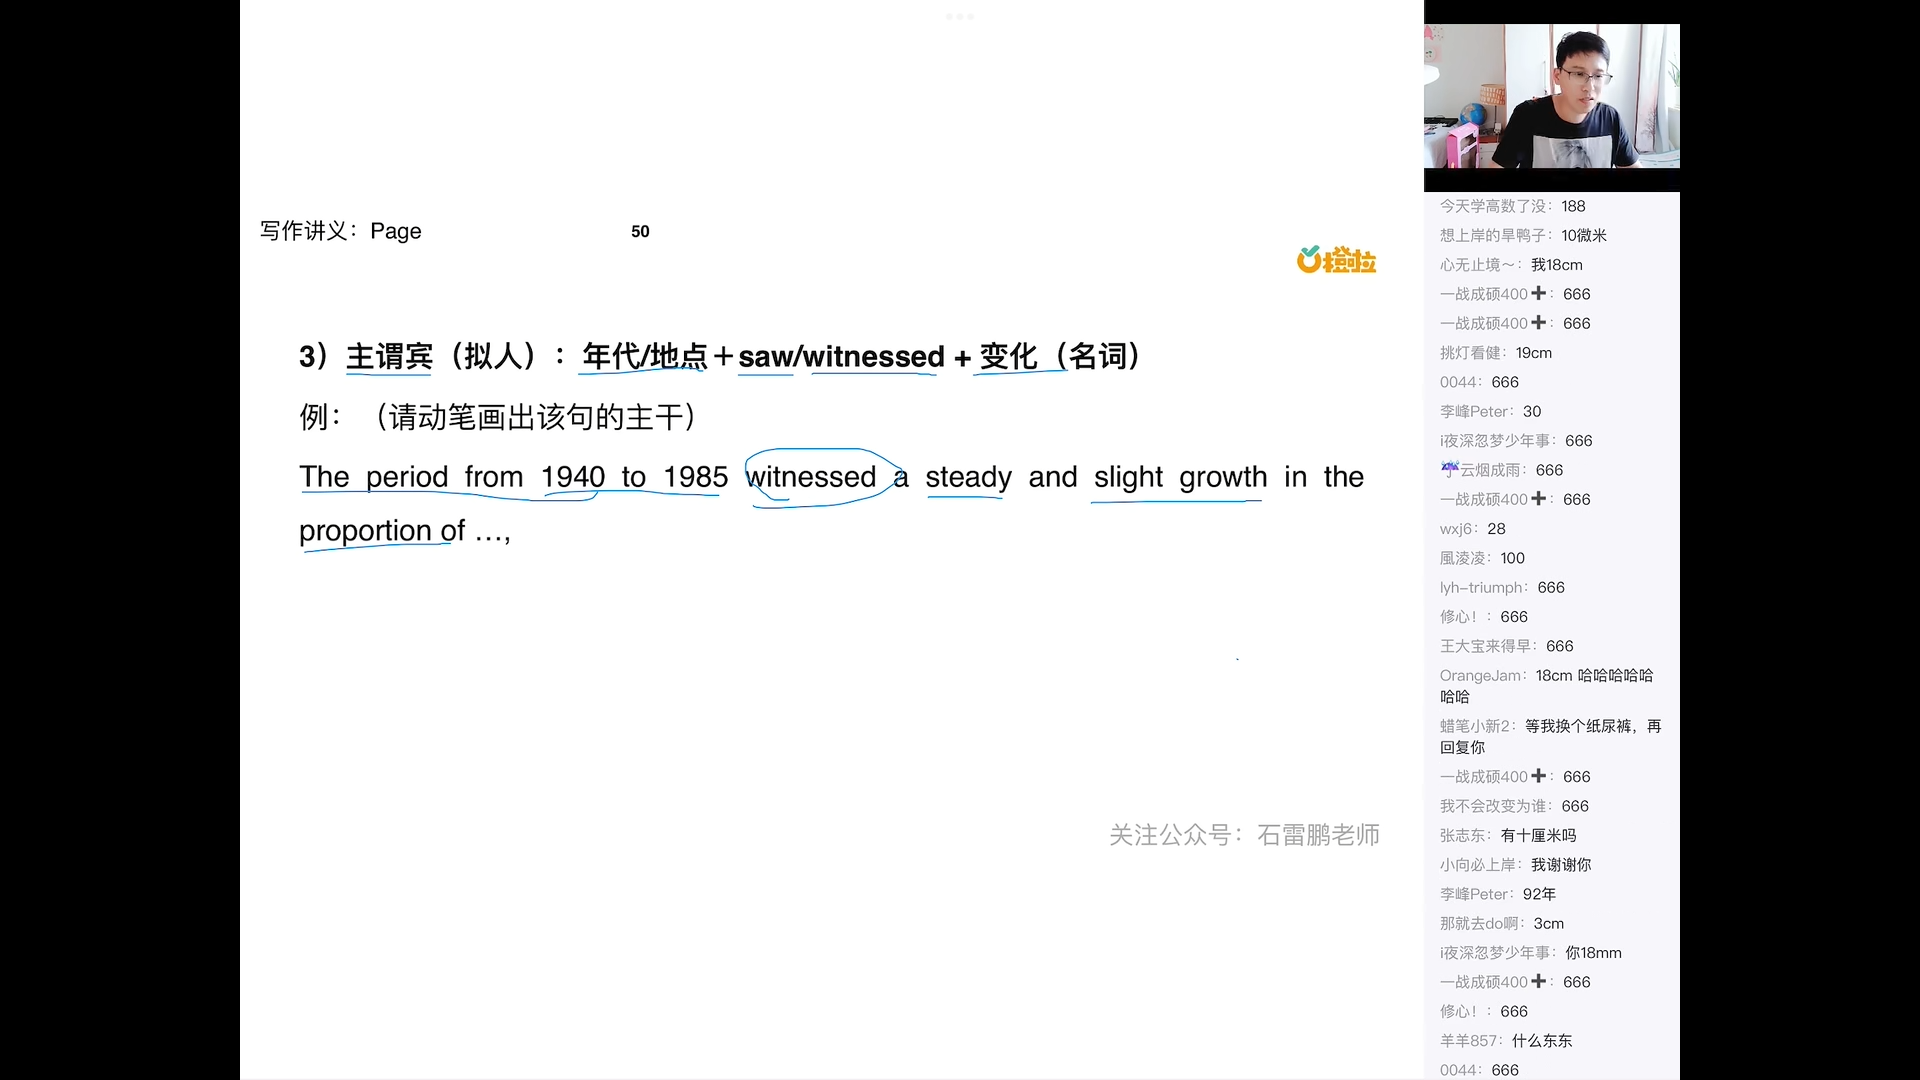 写作讲义：Page 50
橙啦
3）主谓宾（拟人）：年代/地点＋saw/witnessed + 变化（名词）
例：（请动笔画出该句的主干）
The period from 1940 to 1985 witnessed a steady and slight growth in the
proportion of …,
关注公众号：石雷鹏老师
今天学高数了没：188
想上岸的旱鸭子：10微米
心无止境～：我18cm
一战成硕400➕：666
一战成硕400➕：666
挑灯看健：19cm
0044：666
李峰Peter：30
i夜深忽梦少年事：666
☔云烟成雨：666
一战成硕400➕：666
wxj6：28
風淩凌：100
lyh-triumph：666
修心！：666
王大宝来得早：666
OrangeJam：18cm 哈哈哈哈哈
哈哈
蜡笔小新2：等我换个纸尿裤，再
回复你
一战成硕400➕：666
我不会改变为谁：666
张志东：有十厘米吗
小向必上岸：我谢谢你
李峰Peter：92年
那就去do啊：3cm
i夜深忽梦少年事：你18mm
一战成硕400➕：666
修心！：666
羊羊857：什么东东
0044：666